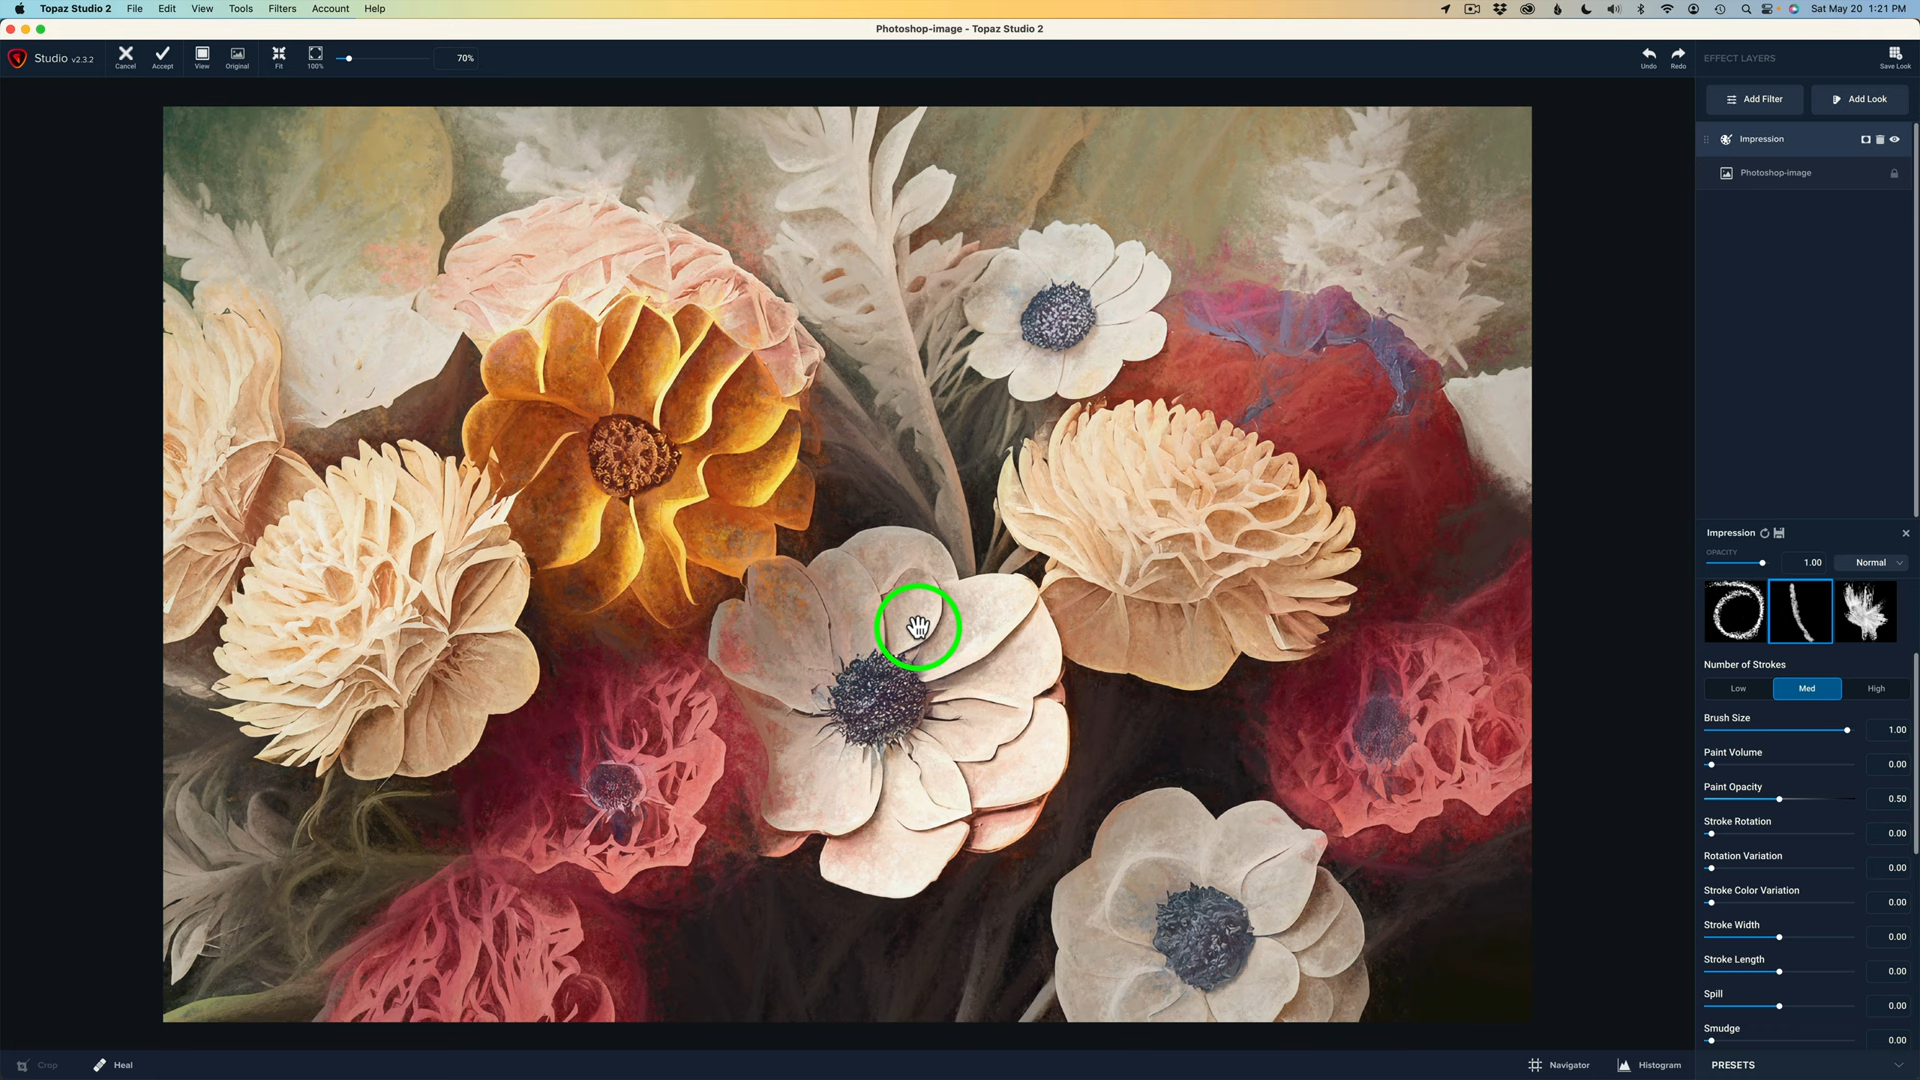 Topaz Studio 2 File Edit View Tools Filters Account Help Sat May 20 1:21 PM
Photoshop-image - Topaz Studio 2
Studio v2.3.2 Cancel Accept View Original Fit 100% 70% Undo Redo EFFECT LAYERS Save Look
Add Filter Add Look
Impression
Photoshop-image
Impression
OPACITY 1.00 Normal
Number of Strokes
Low Med High
Brush Size 1.00
Paint Volume 0.00
Paint Opacity 0.50
Stroke Rotation 0.00
Rotation Variation 0.00
Stroke Color Variation 0.00
Stroke Width 0.00
Stroke Length 0.00
Spill 0.00
Smudge 0.00
Crop Heal Navigator Histogram PRESETS